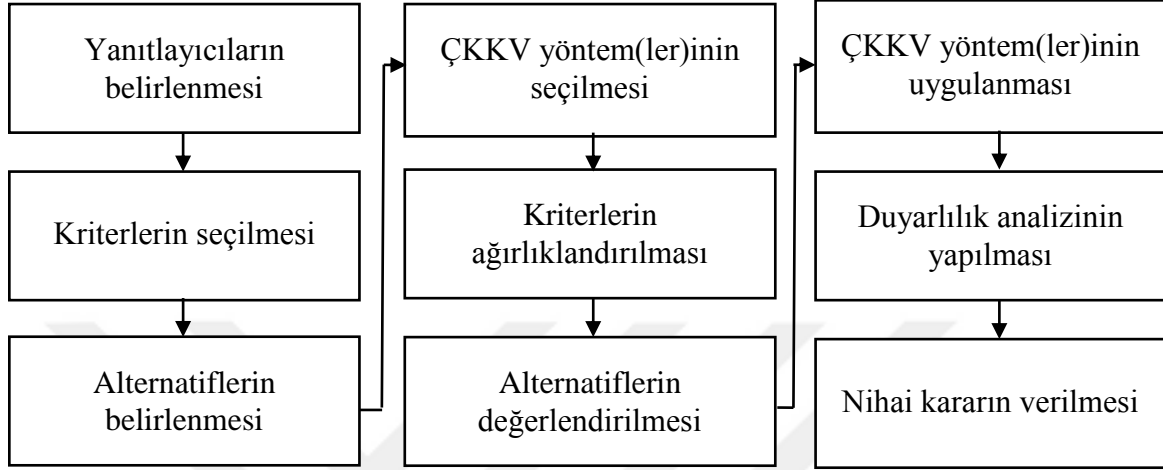 Yanıtlayıcıların
belirlenmesi
Kriterlerin seçilmesi
Alternatiflerin
belirlenmesi
ÇKKV yöntem(ler)inin
seçilmesi
Kriterlerin
ağırlıklandırılması
Alternatiflerin
değerlendirilmesi
ÇKKV yöntem(ler)inin
uygulanması
Duyarlılık analizinin
yapılması
Nihai kararın verilmesi